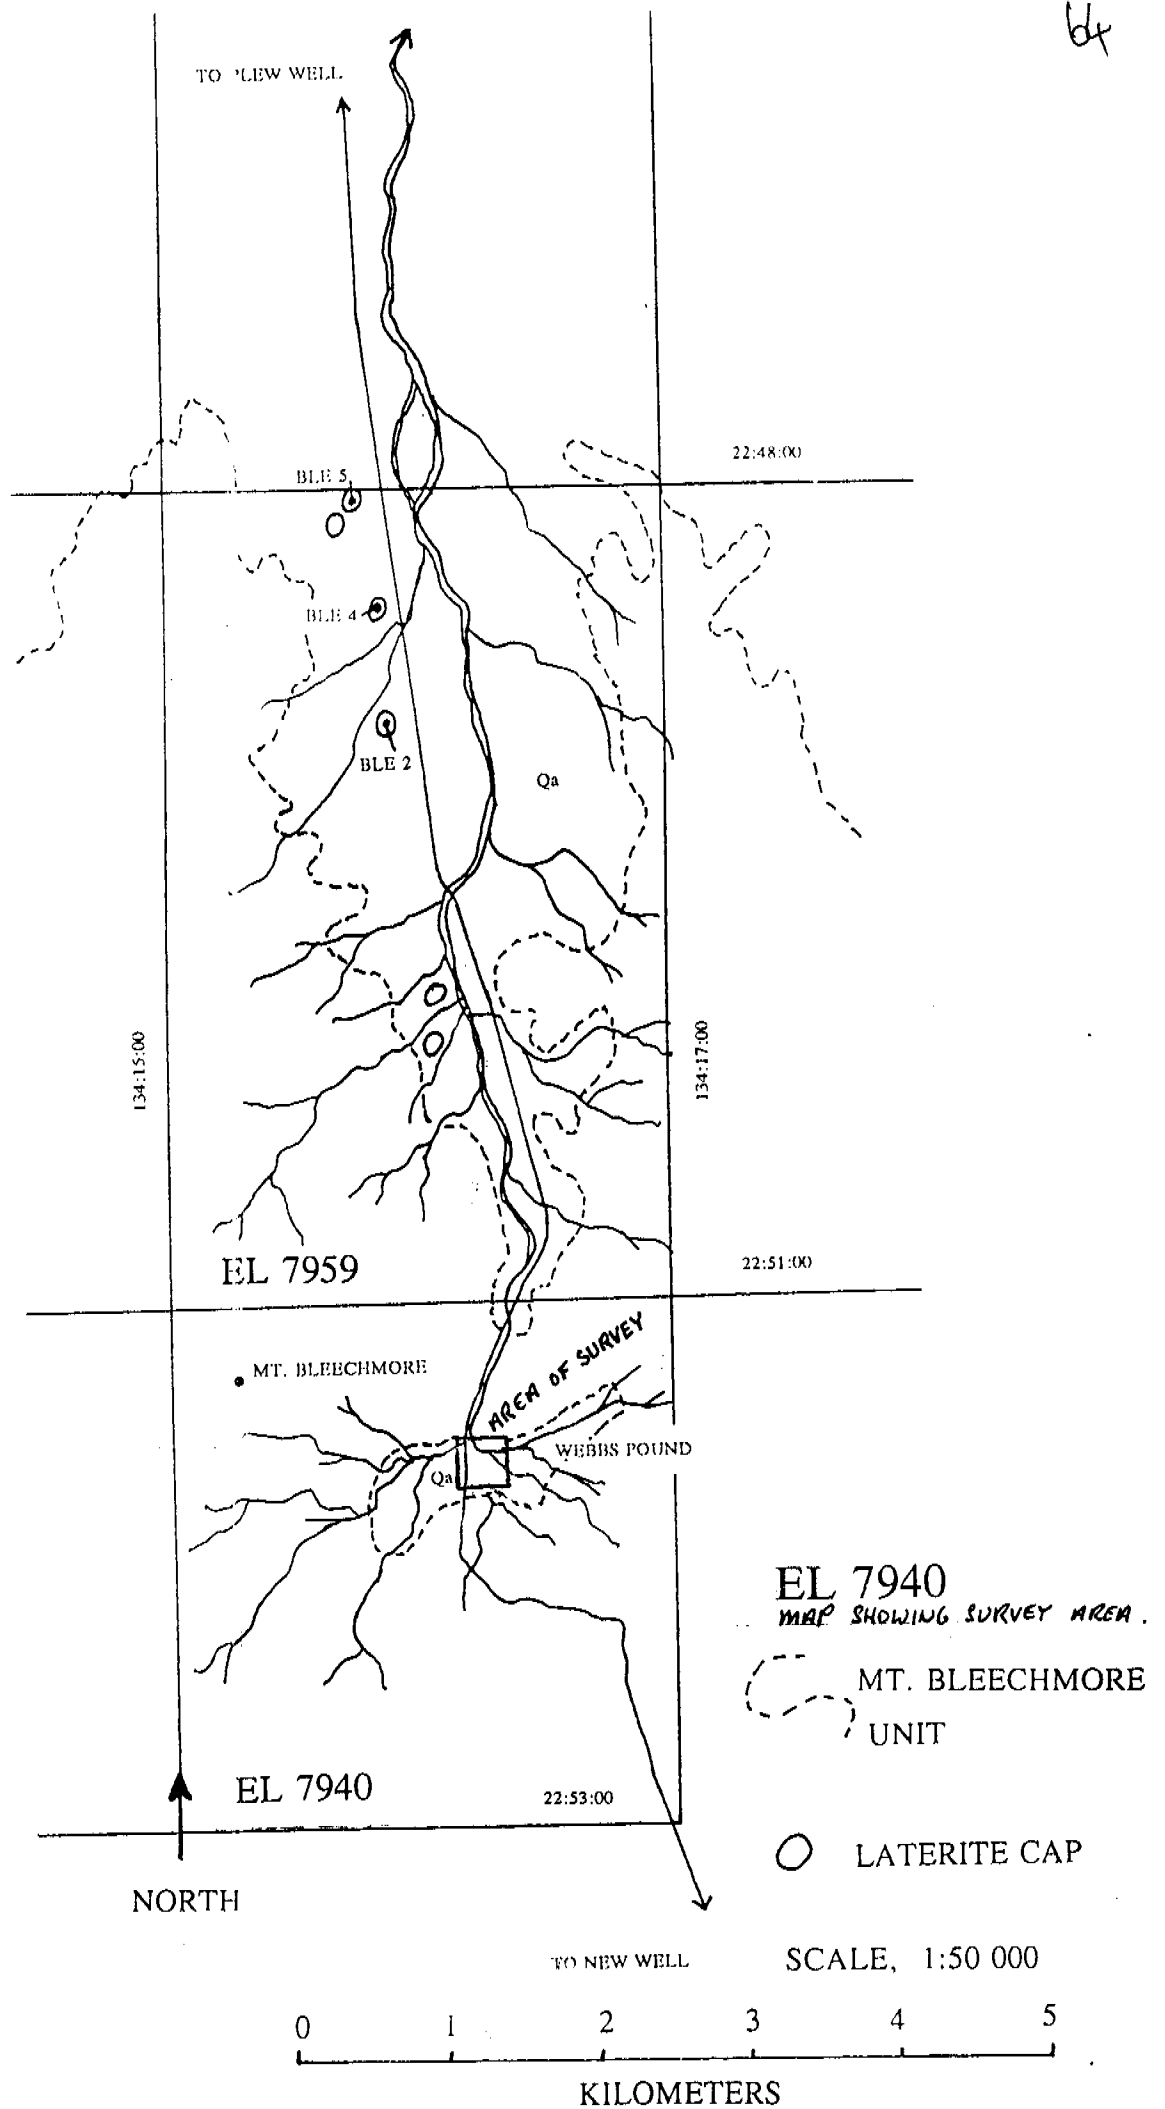 64
TO PLEW WELL
22:48:00
BLE 5
BLE 4
BLE 2
Qa
134:15:00
134:17:00
EL 7959
22:51:00
MT. BLEECHMORE
AREA OF SURVEY
WEBBS POUND
Qa
EL 7940
MAP SHOWING SURVEY AREA.
MT. BLEECHMORE
UNIT
EL 7940
22:53:00
LATERITE CAP
NORTH
TO NEW WELL
SCALE, 1:50 000
0 1 2 3 4 5
KILOMETERS